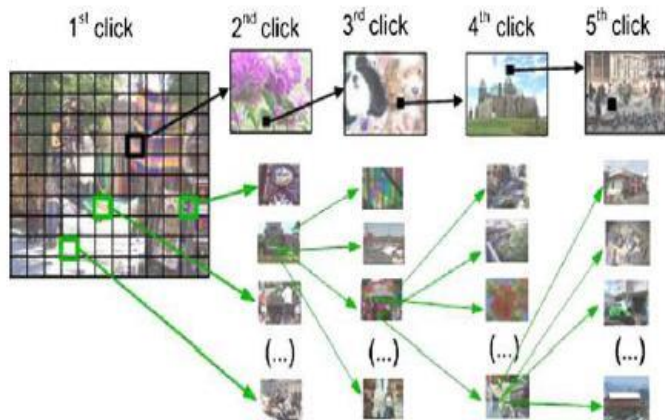 1st click
2nd click
3rd click
4th click
5th click
(...)
(...)
(...)
(...)